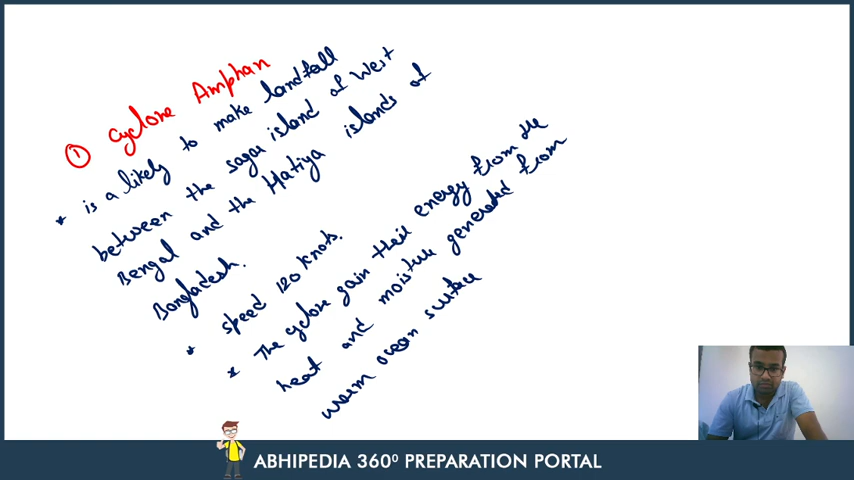 ① Cyclone Amphan
* is a likely to make landfall
between the sagar island of West
Bengal and the Hatiya islands of
Bangladesh.
* speed 120 knots.
* The cyclone gain their energy from the
heat and moisture generated from
warm ocean surface
ABHIPEDIA 360⁰ PREPARATION PORTAL